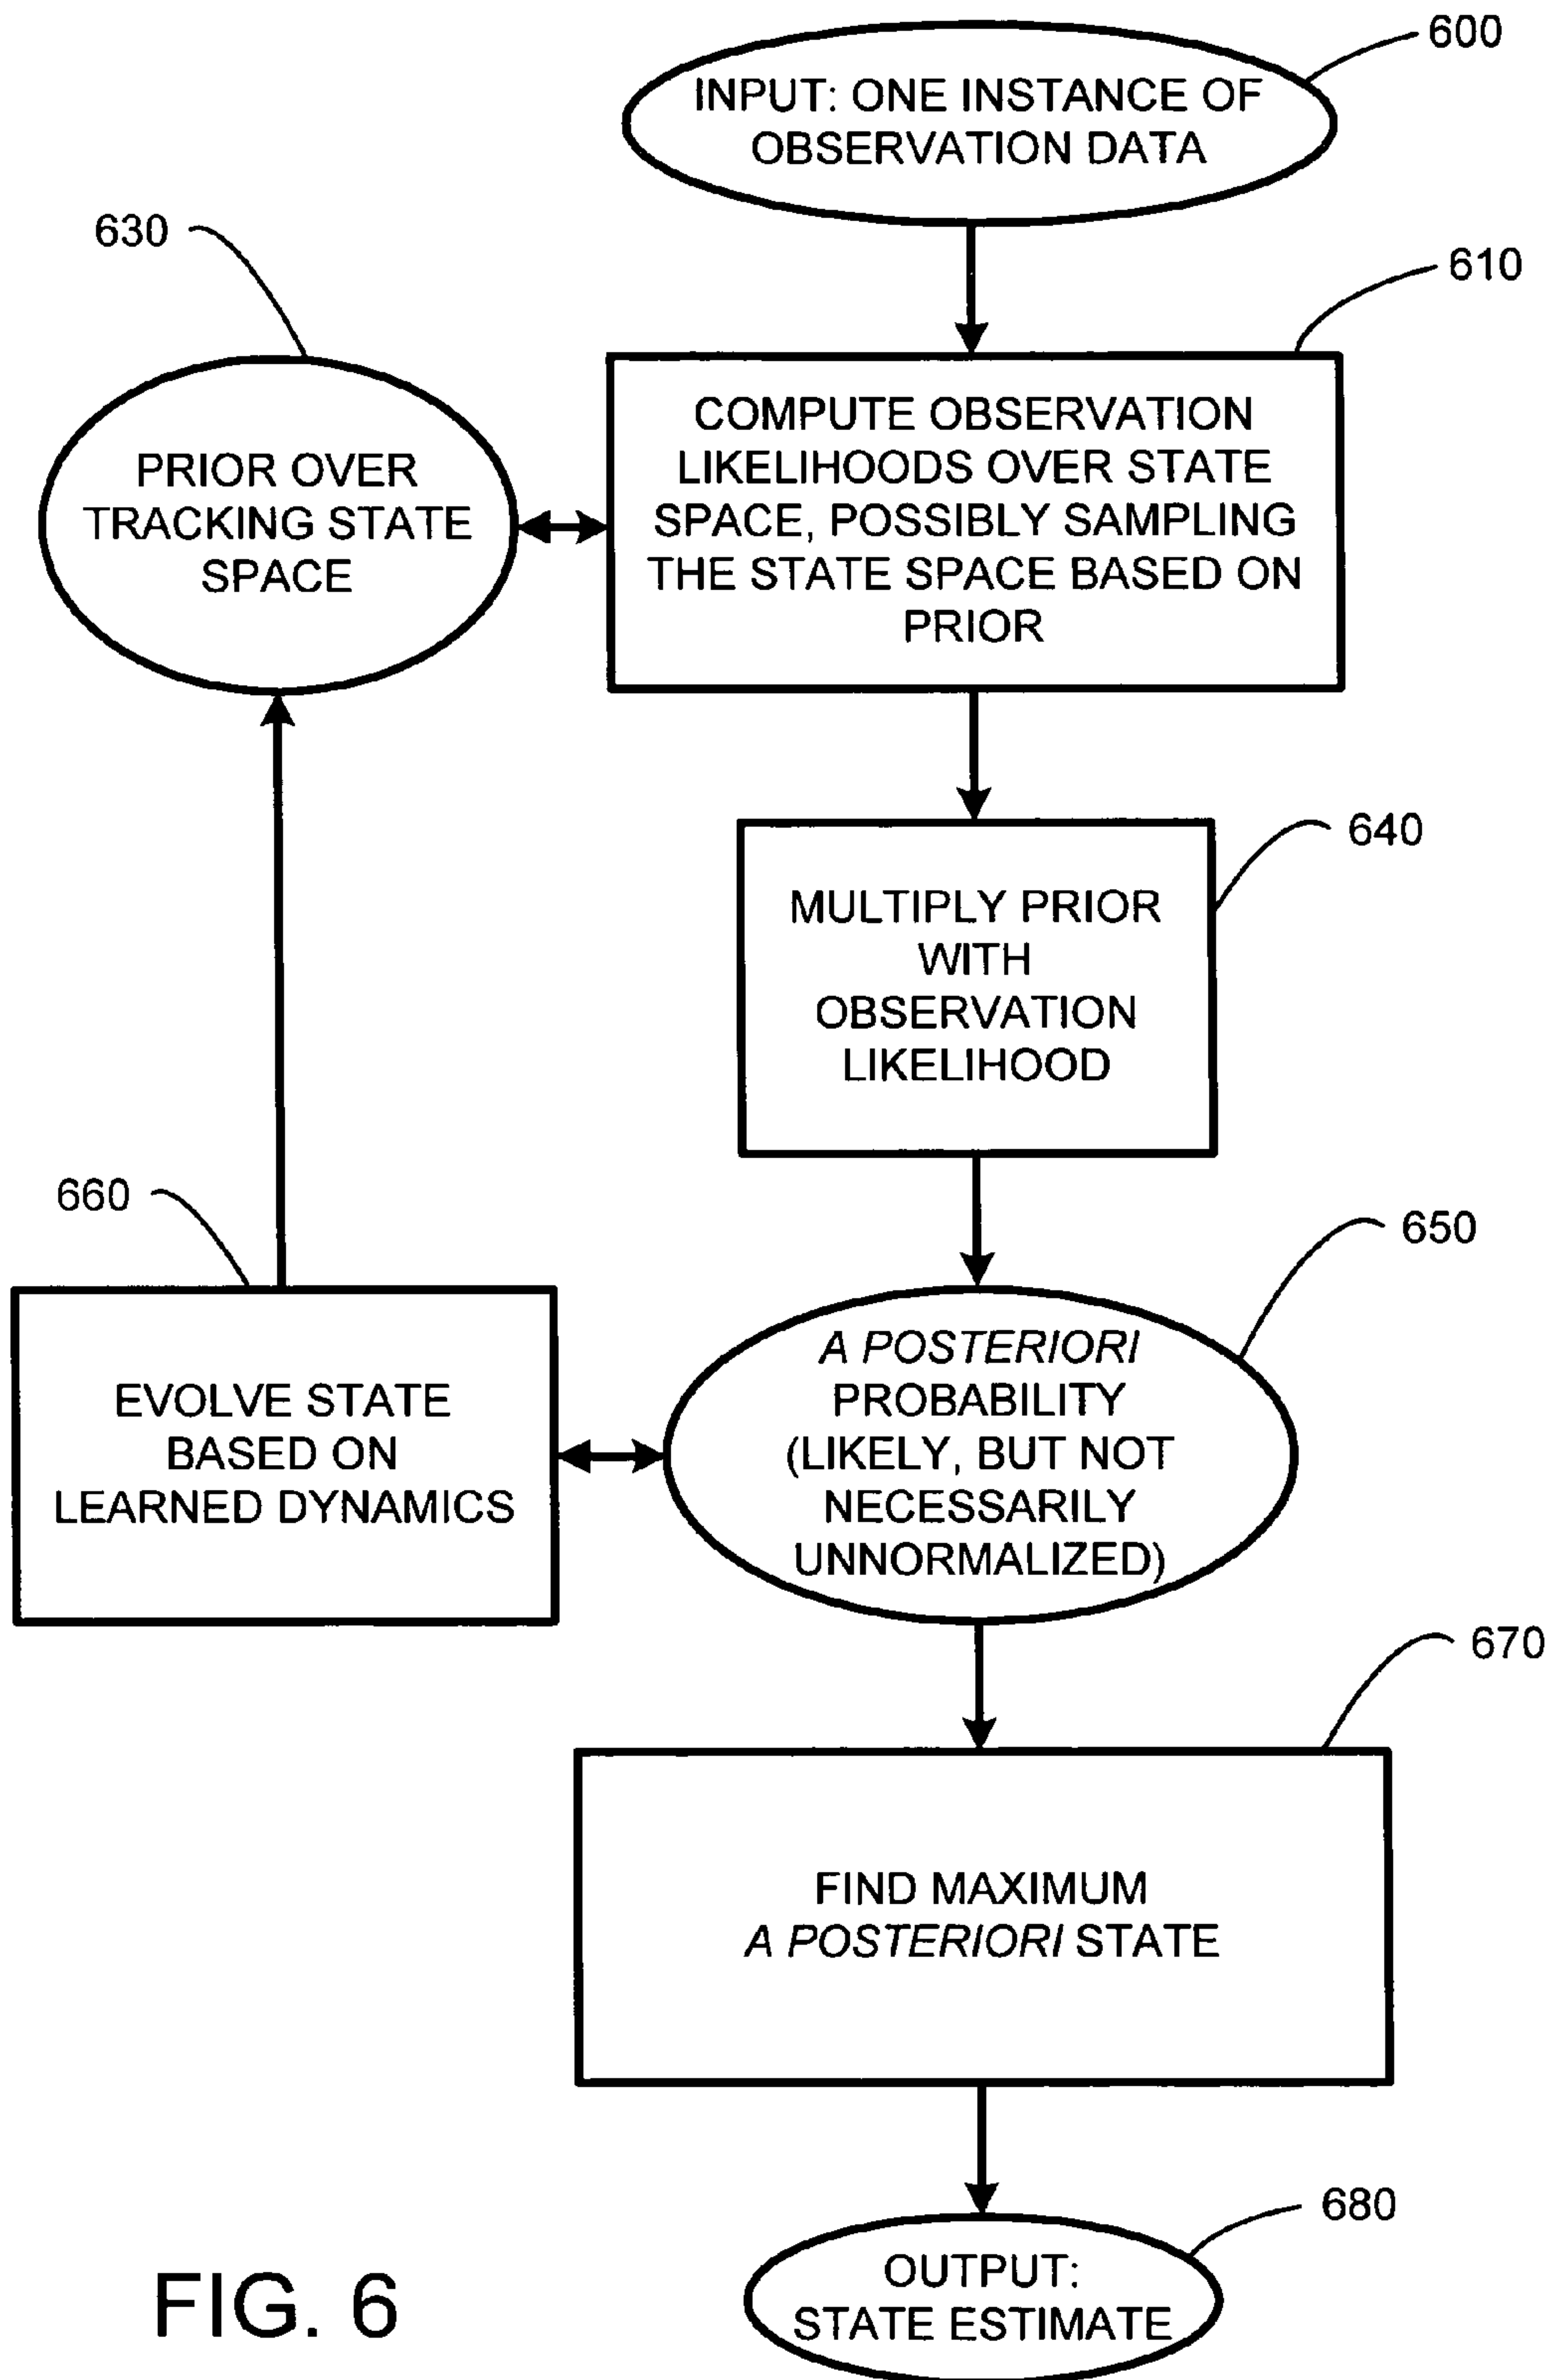 600
INPUT: ONE INSTANCE OF
OBSERVATION DATA
630
610
PRIOR OVER
TRACKING STATE
SPACE
COMPUTE OBSERVATION
LIKELIHOODS OVER STATE
SPACE, POSSIBLY SAMPLING
THE STATE SPACE BASED ON
PRIOR
640
MULTIPLY PRIOR
WITH
OBSERVATION
LIKELIHOOD
660
650
EVOLVE STATE
BASED ON
LEARNED DYNAMICS
A POSTERIORI
PROBABILITY
(LIKELY, BUT NOT
NECESSARILY
UNNORMALIZED)
670
FIND MAXIMUM
A POSTERIORI STATE
680
OUTPUT:
STATE ESTIMATE
FIG. 6